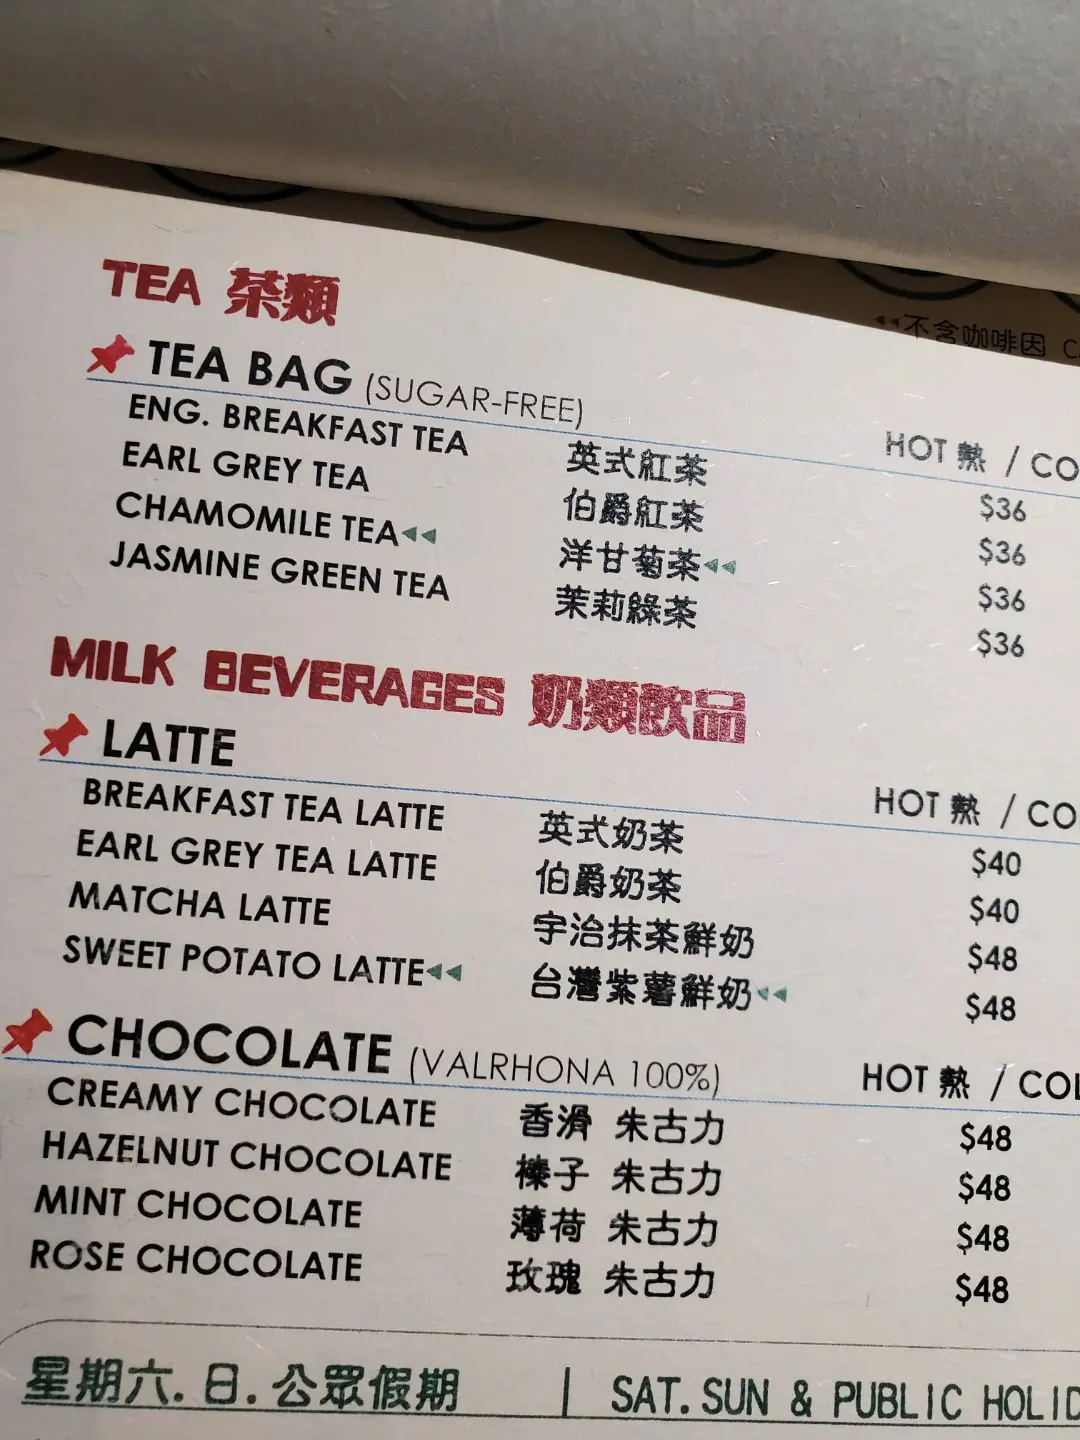 TEA 茶類
◂◂不含咖啡因
TEA BAG (SUGAR-FREE) HOT 熱 / CO
ENG. BREAKFAST TEA 英式紅茶 $36
EARL GREY TEA 伯爵紅茶 $36
CHAMOMILE TEA◂◂ 洋甘菊茶◂◂ $36
JASMINE GREEN TEA 茉莉綠茶 $36
MILK BEVERAGES 奶類飲品
LATTE HOT 熱 / CO
BREAKFAST TEA LATTE 英式奶茶 $40
EARL GREY TEA LATTE 伯爵奶茶 $40
MATCHA LATTE 宇治抹茶鮮奶 $48
SWEET POTATO LATTE◂◂ 台灣紫薯鮮奶◂◂ $48
CHOCOLATE (VALRHONA 100%) HOT 熱 / COL
CREAMY CHOCOLATE 香滑 朱古力 $48
HAZELNUT CHOCOLATE 榛子 朱古力 $48
MINT CHOCOLATE 薄荷 朱古力 $48
ROSE CHOCOLATE 玫瑰 朱古力 $48
星期六.日.公眾假期 | SAT.SUN & PUBLIC HOLID